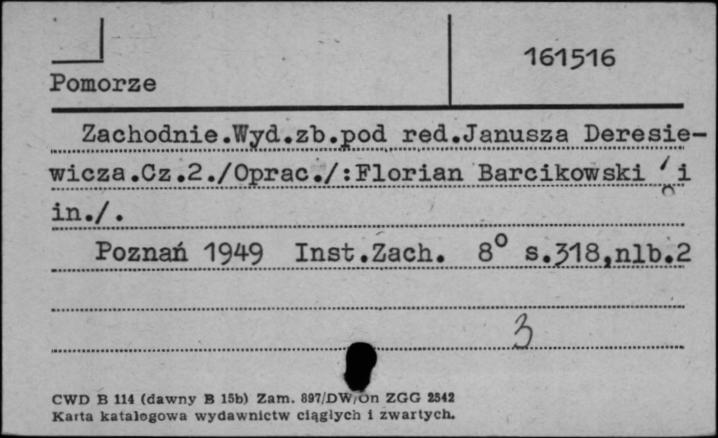 161516
Pomorze
Zachodnie.Wyd.zb.pod red.Janusza Deresie-
wicza.Cz.2./Oprac./:Florian Barcikowski / i
in./.
Poznań 1949 Inst.Zach. 8° s.318,nlb.2
3
CWD B 114 (dawny B 15b) Zam. 897/DW/On ZGG 2542
Karta katalogowa wydawnictw ciągłych i zwartych.